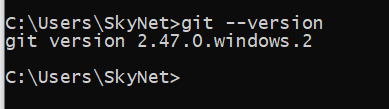 C:\Users\SkyNet>git --version
git version 2.47.0.windows.2
C:\Users\SkyNet>